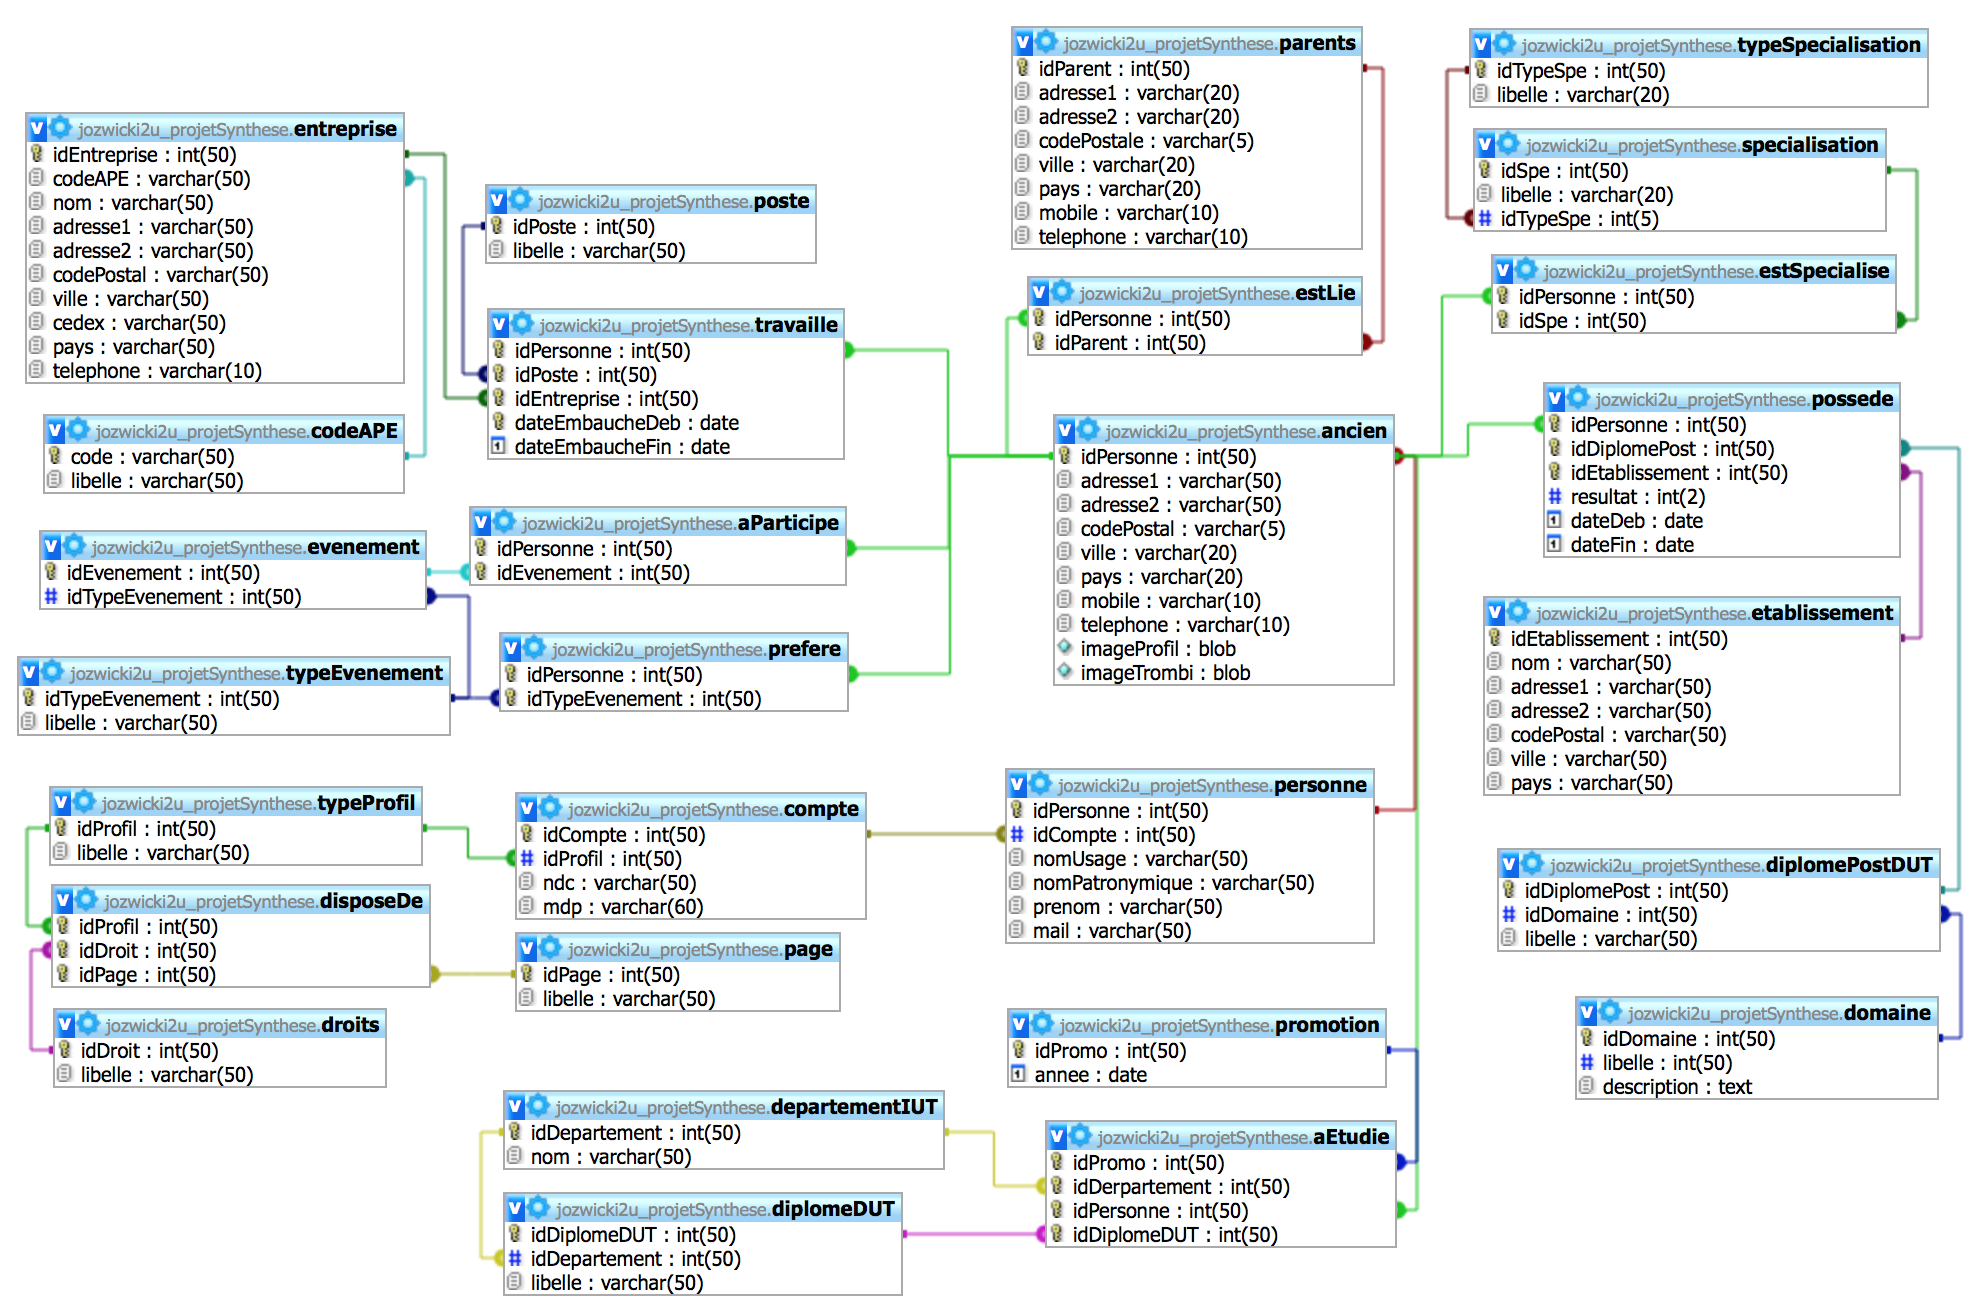 jozwicki2u_projetSynthese.entreprise
idEntreprise : int(50)
codeAPE : varchar(50)
nom : varchar(50)
adresse1 : varchar(50)
adresse2 : varchar(50)
codePostal : varchar(50)
ville : varchar(50)
cedex : varchar(50)
pays : varchar(50)
telephone : varchar(10)
jozwicki2u_projetSynthese.codeAPE
code : varchar(50)
libelle : varchar(50)
jozwicki2u_projetSynthese.evenement
idEvenement : int(50)
idTypeEvenement : int(50)
jozwicki2u_projetSynthese.typeEvenement
idTypeEvenement : int(50)
libelle : varchar(50)
jozwicki2u_projetSynthese.typeProfil
idProfil : int(50)
libelle : varchar(50)
jozwicki2u_projetSynthese.disposeDe
idProfil : int(50)
idDroit : int(50)
idPage : int(50)
jozwicki2u_projetSynthese.droits
idDroit : int(50)
libelle : varchar(50)
jozwicki2u_projetSynthese.poste
idPoste : int(50)
libelle : varchar(50)
jozwicki2u_projetSynthese.travaille
idPersonne : int(50)
idPoste : int(50)
idEntreprise : int(50)
dateEmbaucheDeb : date
dateEmbaucheFin : date
jozwicki2u_projetSynthese.aParticipe
idPersonne : int(50)
idEvenement : int(50)
jozwicki2u_projetSynthese.prefere
idPersonne : int(50)
idTypeEvenement : int(50)
jozwicki2u_projetSynthese.compte
idCompte : int(50)
idProfil : int(50)
ndc : varchar(50)
mdp : varchar(60)
jozwicki2u_projetSynthese.page
idPage : int(50)
libelle : varchar(50)
jozwicki2u_projetSynthese.departementIUT
idDepartement : int(50)
nom : varchar(50)
jozwicki2u_projetSynthese.diplomeDUT
idDiplomeDUT : int(50)
idDepartement : int(50)
libelle : varchar(50)
jozwicki2u_projetSynthese.parents
idParent : int(50)
adresse1 : varchar(20)
adresse2 : varchar(20)
codePostale : varchar(5)
ville : varchar(20)
pays : varchar(20)
mobile : varchar(10)
telephone : varchar(10)
jozwicki2u_projetSynthese.estLie
idPersonne : int(50)
idParent : int(50)
jozwicki2u_projetSynthese.ancien
idPersonne : int(50)
adresse1 : varchar(50)
adresse2 : varchar(50)
codePostal : varchar(5)
ville : varchar(20)
pays : varchar(20)
mobile : varchar(10)
telephone : varchar(10)
imageProfil : blob
imageTrombi : blob
jozwicki2u_projetSynthese.personne
idPersonne : int(50)
idCompte : int(50)
nomUsage : varchar(50)
nomPatronymique : varchar(50)
prenom : varchar(50)
mail : varchar(50)
jozwicki2u_projetSynthese.promotion
idPromo : int(50)
annee : date
jozwicki2u_projetSynthese.aEtudie
idPromo : int(50)
idDerpartement : int(50)
idPersonne : int(50)
idDiplomeDUT : int(50)
jozwicki2u_projetSynthese.typeSpecialisation
idTypeSpe : int(50)
libelle : varchar(20)
jozwicki2u_projetSynthese.specialisation
idSpe : int(50)
libelle : varchar(20)
idTypeSpe : int(5)
jozwicki2u_projetSynthese.estSpecialise
idPersonne : int(50)
idSpe : int(50)
jozwicki2u_projetSynthese.possede
idPersonne : int(50)
idDiplomePost : int(50)
idEtablissement : int(50)
resultat : int(2)
dateDeb : date
dateFin : date
jozwicki2u_projetSynthese.etablissement
idEtablissement : int(50)
nom : varchar(50)
adresse1 : varchar(50)
adresse2 : varchar(50)
codePostal : varchar(50)
ville : varchar(50)
pays : varchar(50)
jozwicki2u_projetSynthese.diplomePostDUT
idDiplomePost : int(50)
idDomaine : int(50)
libelle : varchar(50)
jozwicki2u_projetSynthese.domaine
idDomaine : int(50)
libelle : int(50)
description : text